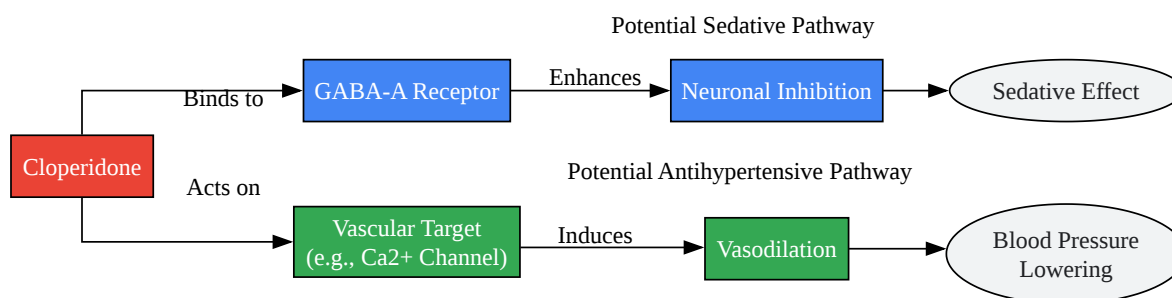 Potential Sedative Pathway
Binds to
GABA-A Receptor
Enhances
Neuronal Inhibition
Sedative Effect
Cloperidone
Potential Antihypertensive Pathway
Acts on
Vascular Target
(e.g., Ca2+ Channel)
Induces
Vasodilation
Blood Pressure
Lowering